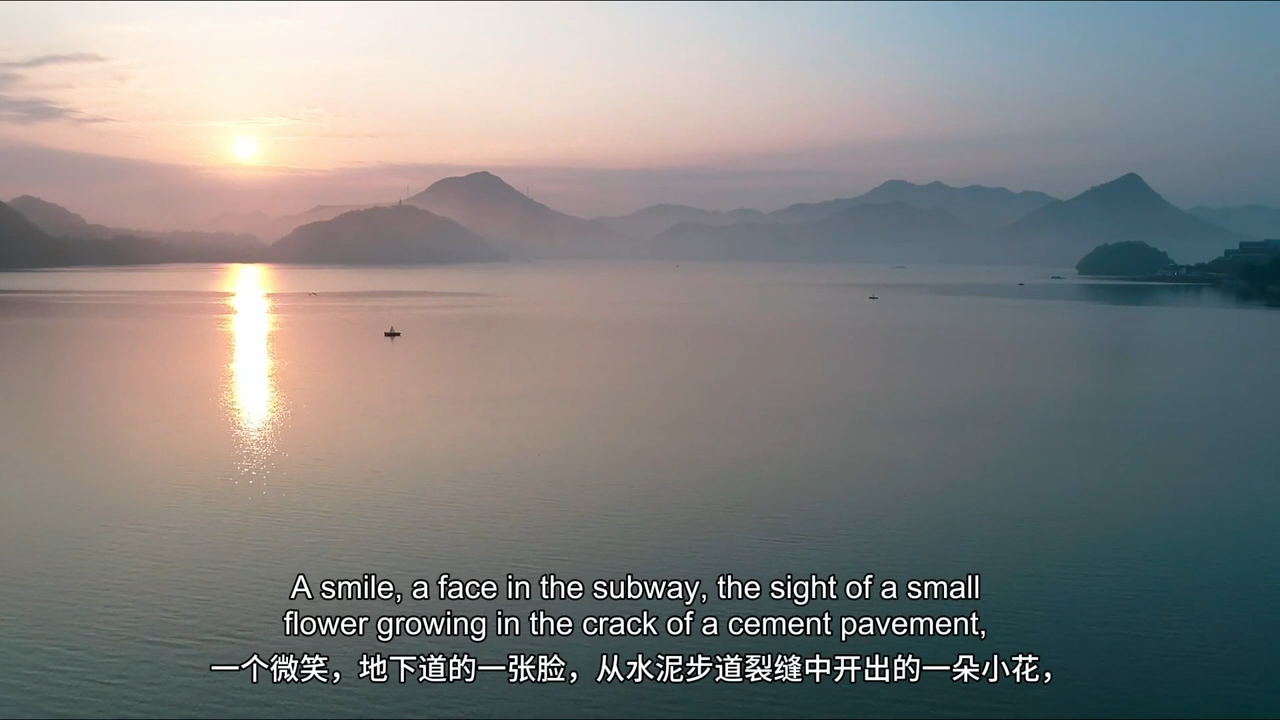 A smile, a face in the subway, the sight of a small
flower growing in the crack of a cement pavement,
一个微笑，地下道的一张脸，从水泥步道裂缝中开出的一朵小花，